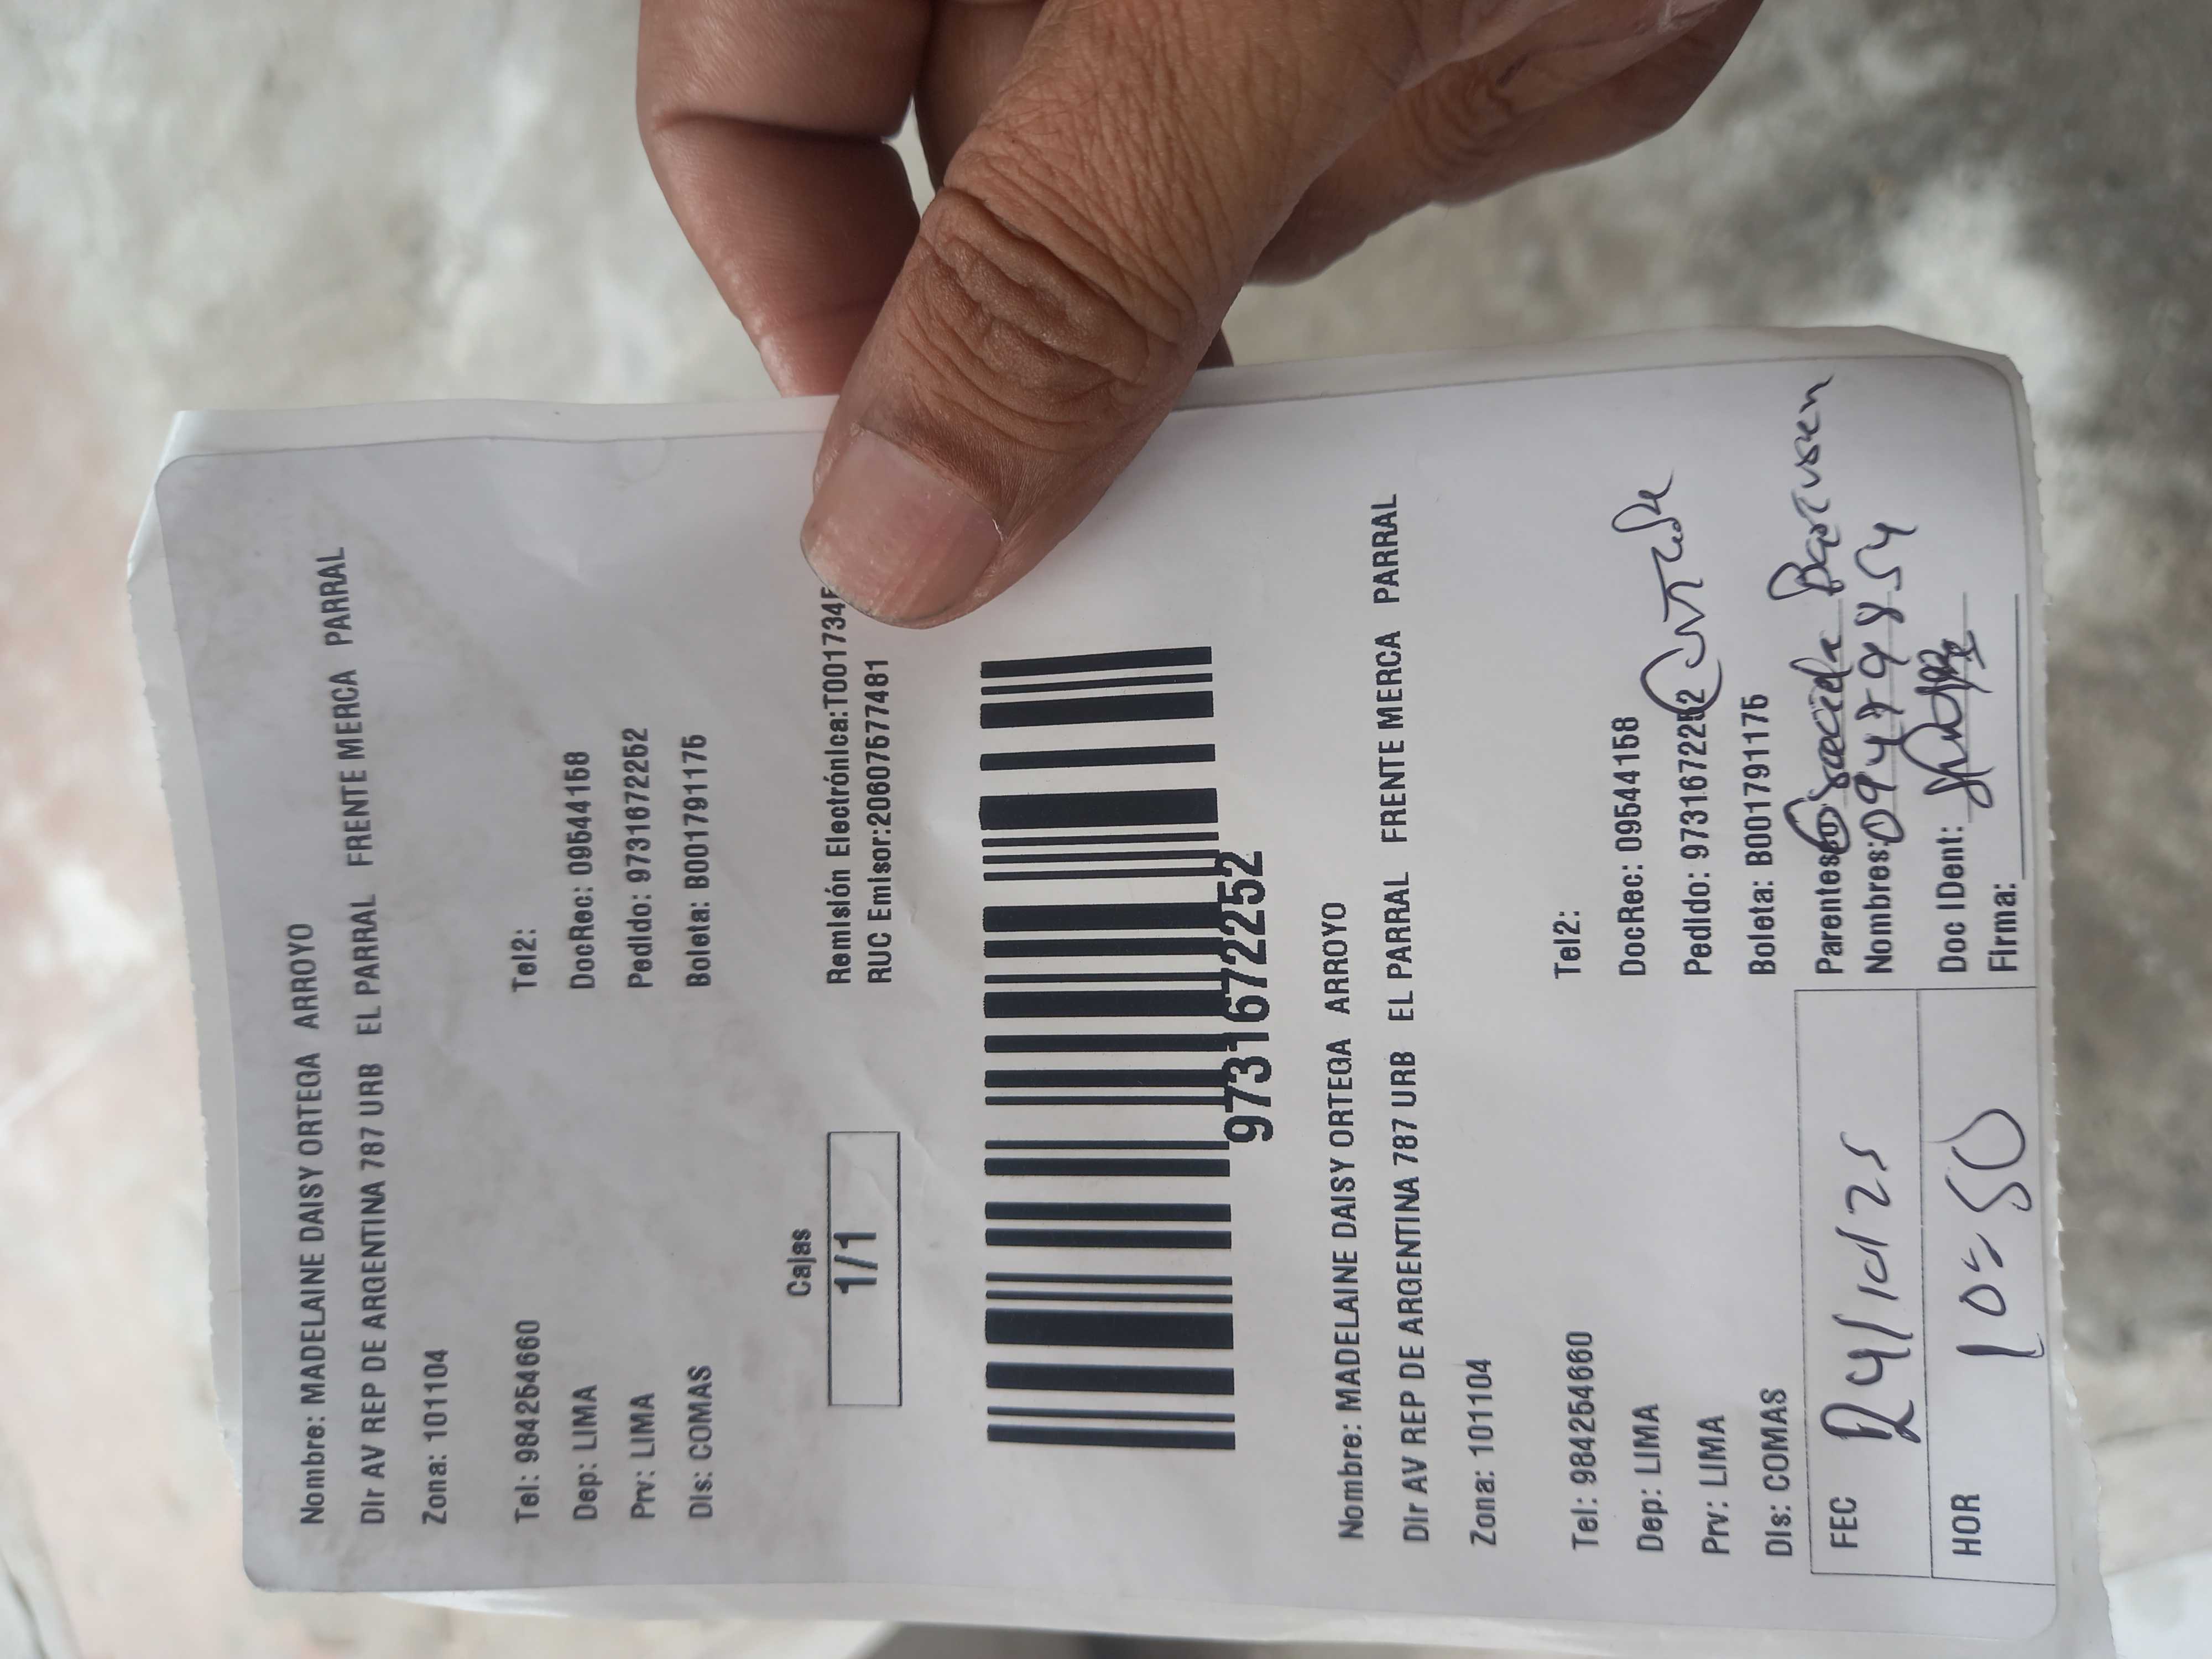 Nombre: MADELAINE DAISY ORTEGA ARROYO
Dir AV REP DE ARGENTINA 787 URB EL PARRAL FRENTE MERCA PARRAL
Zona: 101104
Tel: 984254660 Tel2:
Dep: LIMA DocRec: 09544158
Prv: LIMA Pedido: 9731672252
Dis: COMAS Boleta: B001791175
Cajas
1/1
Remisión Electrónica:T001734
RUC Emisor:20607577481
9731672252
Nombre: MADELAINE DAISY ORTEGA ARROYO
Dir AV REP DE ARGENTINA 787 URB EL PARRAL FRENTE MERCA PARRAL
Zona: 101104
Tel: 984254660 Tel2:
Dep: LIMA DocRec: 09544158
Prv: LIMA Pedido: 9731672252
Dis: COMAS Boleta: B001791175
FEC 24/10/25
HOR 10:50
Parentes
Nombres:
Doc IDent:
Firma: